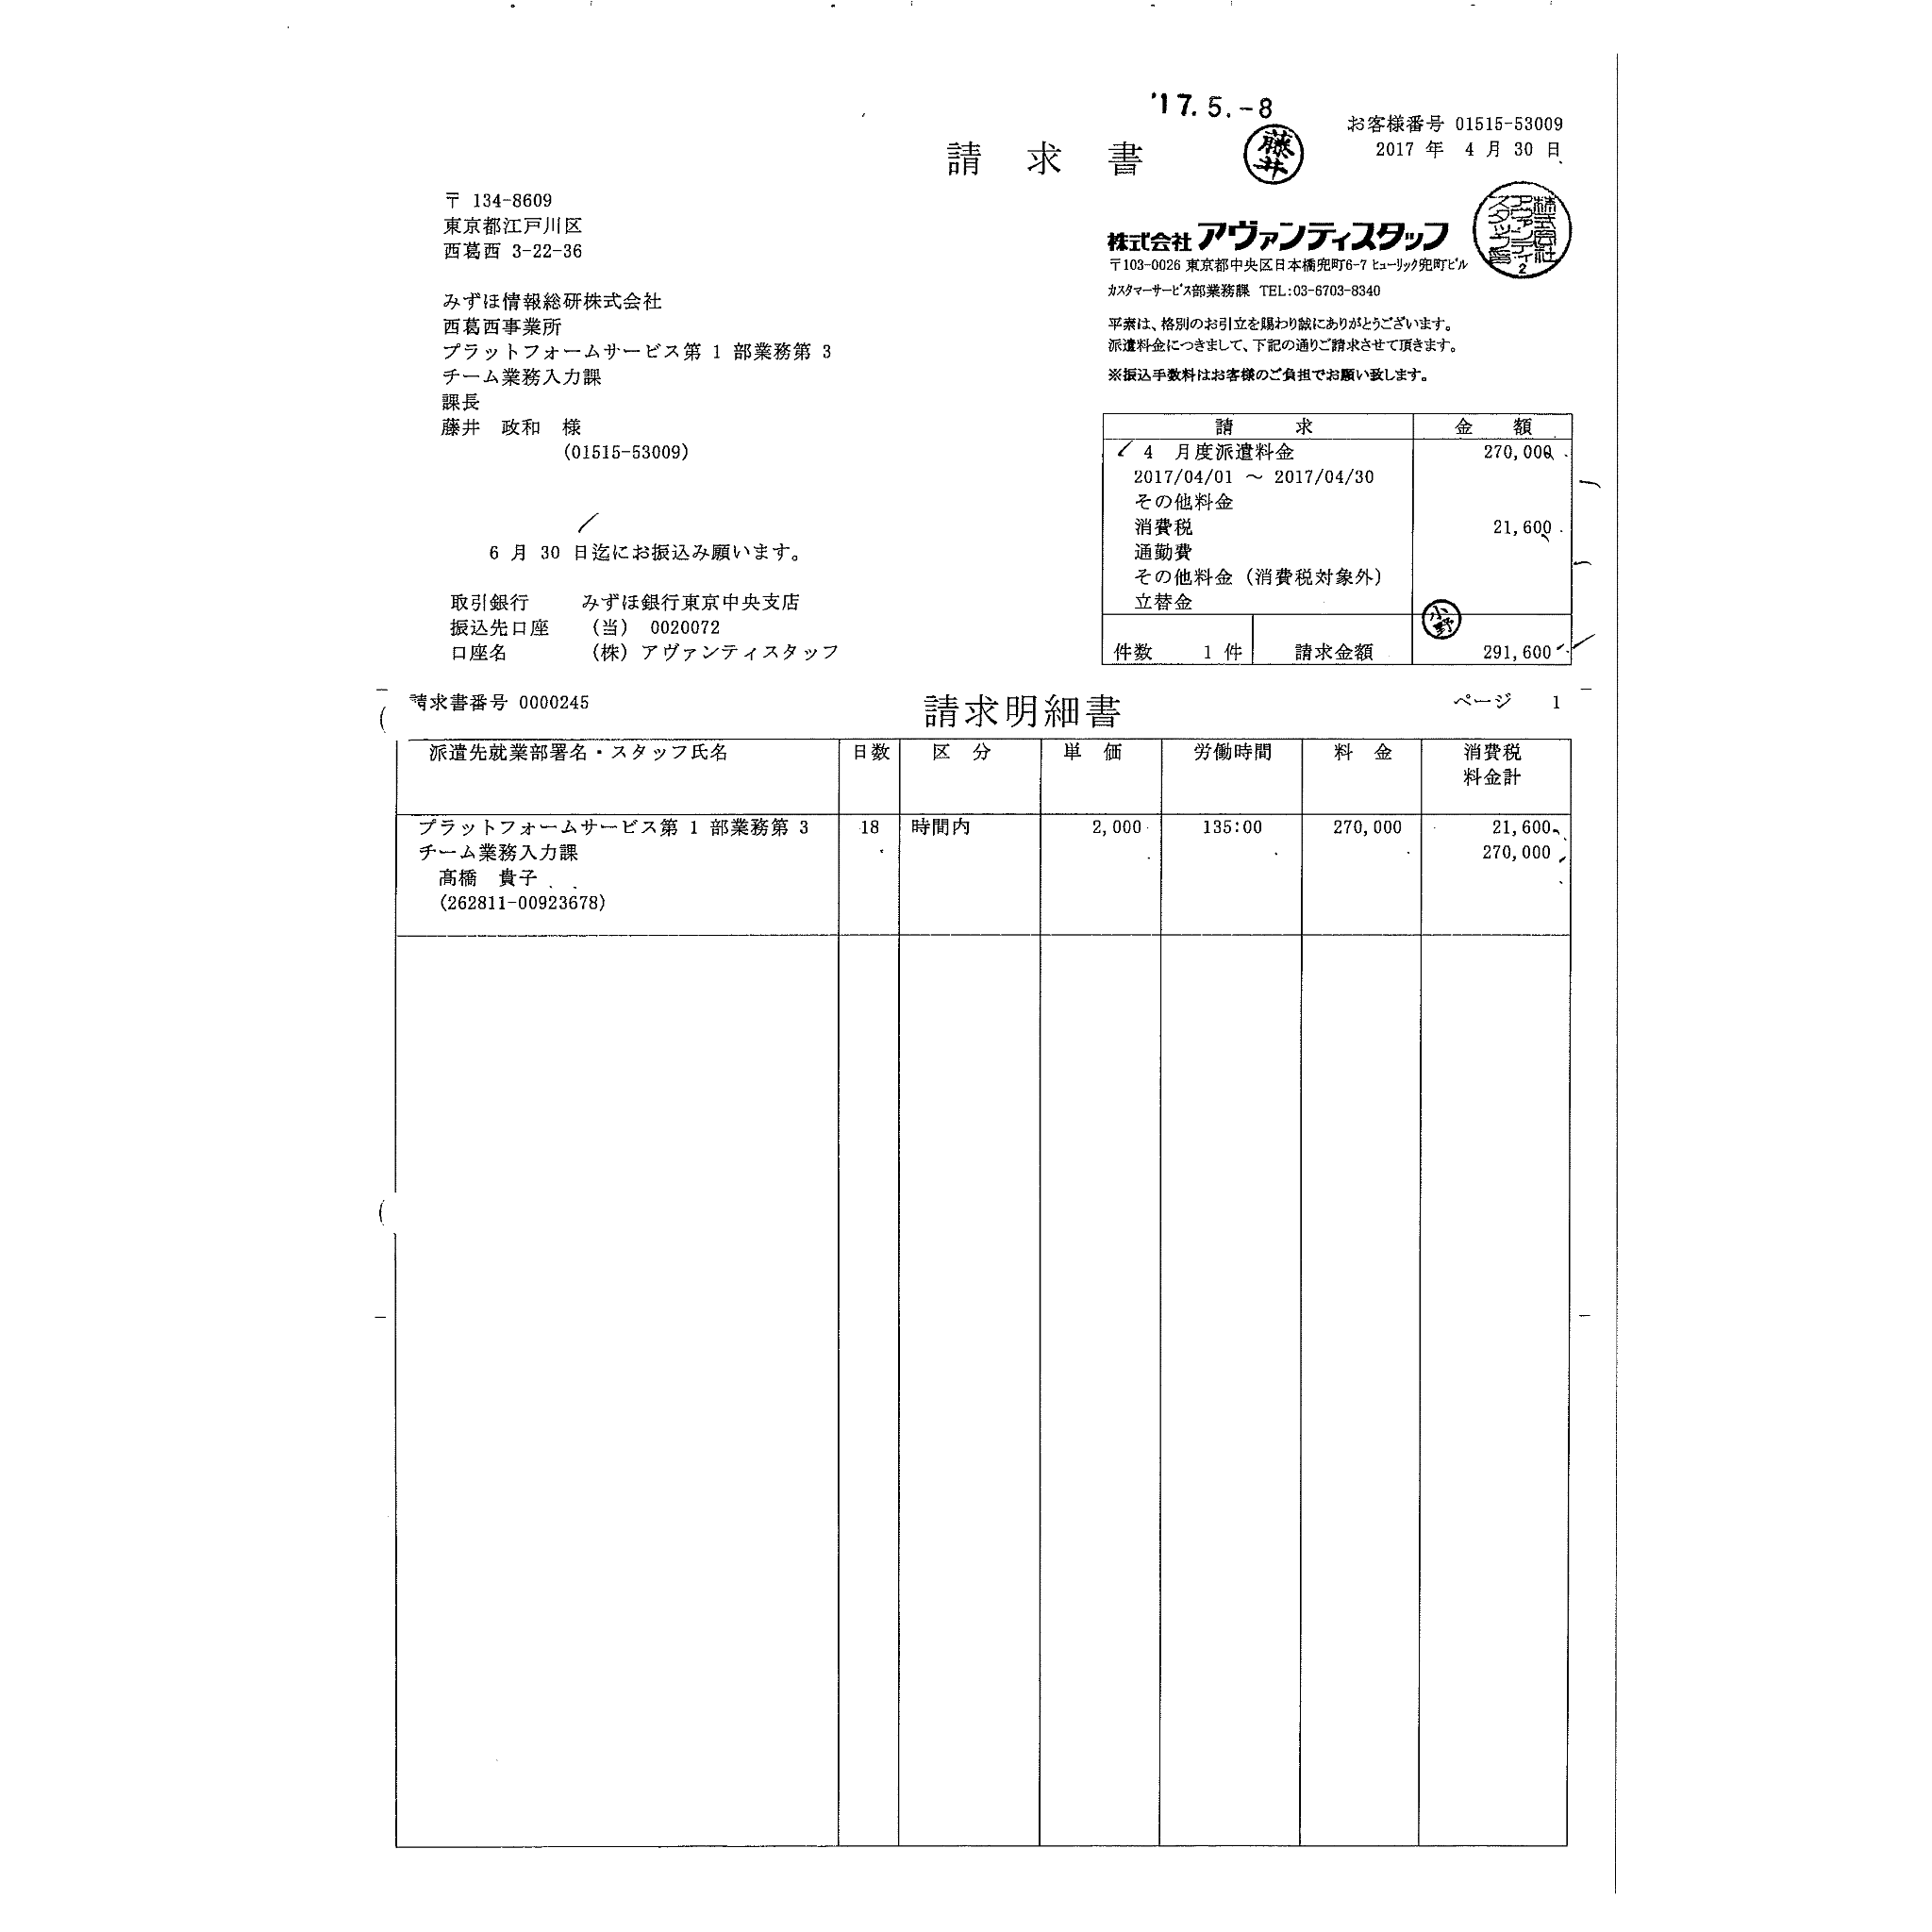 '17.5.-8
藤井
お客様番号 01515-53009
2017 年 4 月 30 日
請 求 書
〒 134-8609
東京都江戸川区
西葛西 3-22-36
みずほ情報総研株式会社
西葛西事業所
プラットフォームサービス第 1 部業務第 3
チーム業務入力課
課長
藤井 政和 様
(01515-53009)
株式会社 アヴァンティスタッフ
〒103-0026 東京都中央区日本橋兜町6-7 ヒューリック兜町ビル
カスタマーサービス部業務課 TEL:03-6703-8340
平素は、格別のお引立を賜わり誠にありがとうございます。
派遣料金につきまして、下記の通りご請求させて頂きます。
※振込手数料はお客様のご負担でお願い致します。
6 月 30 日迄にお振込み願います。
取引銀行 みずほ銀行東京中央支店
振込先口座 (当) 0020072
口座名 (株) アヴァンティスタッフ
請 求 金 額
4 月度派遣料金 270,000
2017/04/01 ～ 2017/04/30
その他料金
消費税 21,600
通勤費
その他料金 (消費税対象外)
立替金
小野
件数 1 件 請求金額 291,600
請求書番号 0000245
請求明細書
ページ 1
派遣先就業部署名・スタッフ氏名 日数 区 分 単 価 労働時間 料 金 消費税
料金計
プラットフォームサービス第 1 部業務第 3 18 時間内 2,000 135:00 270,000 21,600
チーム業務入力課 270,000
髙橋 貴子
(262811-00923678)